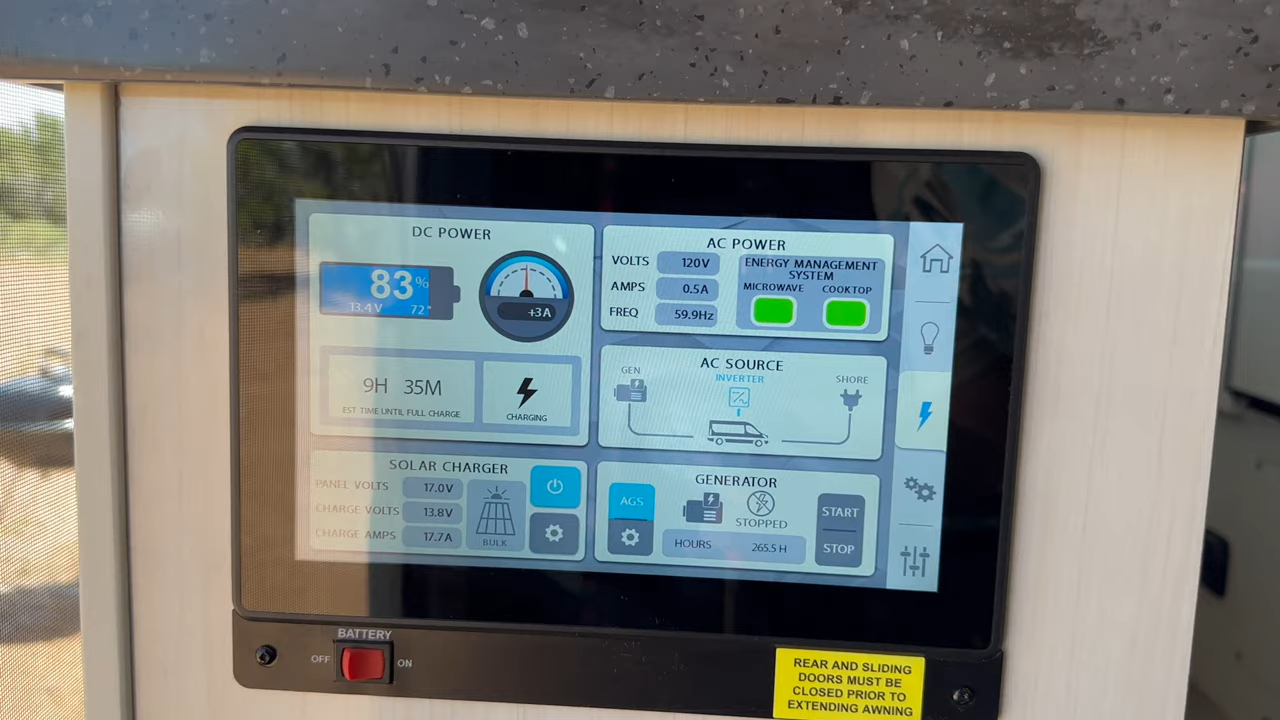 DC POWER
83%
13.4 V 72°
+3A
9H 35M
EST TIME UNTIL FULL CHARGE
CHARGING
SOLAR CHARGER
PANEL VOLTS 17.0V
CHARGE VOLTS 13.8V
CHARGE AMPS 17.7A
BULK
AC POWER
VOLTS 120V
AMPS 0.5A
FREQ 59.9Hz
ENERGY MANAGEMENT
SYSTEM
MICROWAVE COOKTOP
AC SOURCE
GEN
INVERTER
SHORE
GENERATOR
AGS
STOPPED
HOURS 265.5 H
START
STOP
BATTERY
OFF ON
REAR AND SLIDING
DOORS MUST BE
CLOSED PRIOR TO
EXTENDING AWNING